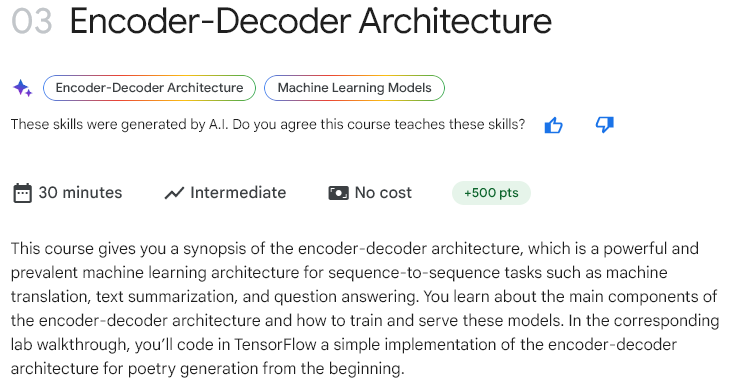 03 Encoder-Decoder Architecture
Encoder-Decoder Architecture Machine Learning Models
These skills were generated by A.I. Do you agree this course teaches these skills?
30 minutes Intermediate No cost +500 pts
This course gives you a synopsis of the encoder-decoder architecture, which is a powerful and
prevalent machine learning architecture for sequence-to-sequence tasks such as machine
translation, text summarization, and question answering. You learn about the main components of
the encoder-decoder architecture and how to train and serve these models. In the corresponding
lab walkthrough, you’ll code in TensorFlow a simple implementation of the encoder-decoder
architecture for poetry generation from the beginning.